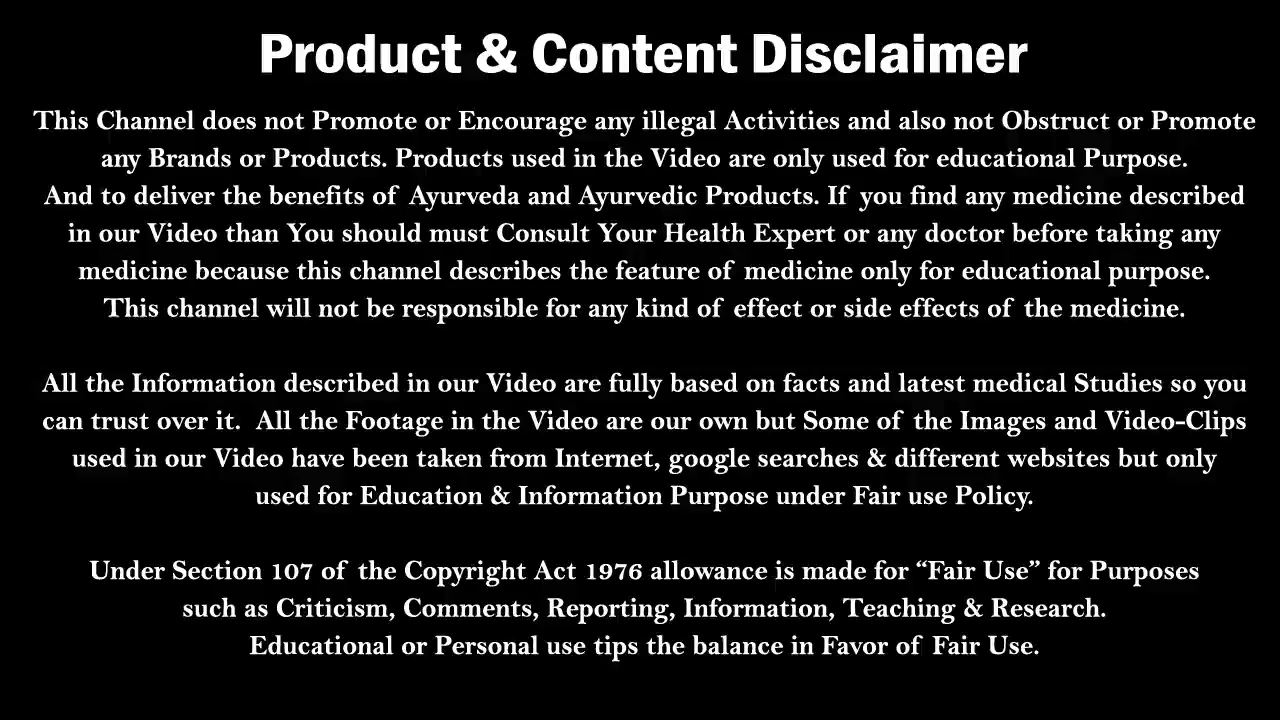 Product & Content Disclaimer
This Channel does not Promote or Encourage any illegal Activities and also not Obstruct or Promote
any Brands or Products. Products used in the Video are only used for educational Purpose.
And to deliver the benefits of Ayurveda and Ayurvedic Products. If you find any medicine described
in our Video than You should must Consult Your Health Expert or any doctor before taking any
medicine because this channel describes the feature of medicine only for educational purpose.
This channel will not be responsible for any kind of effect or side effects of the medicine.
All the Information described in our Video are fully based on facts and latest medical Studies so you
can trust over it. All the Footage in the Video are our own but Some of the Images and Video-Clips
used in our Video have been taken from Internet, google searches & different websites but only
used for Education & Information Purpose under Fair use Policy.
Under Section 107 of the Copyright Act 1976 allowance is made for “Fair Use” for Purposes
such as Criticism, Comments, Reporting, Information, Teaching & Research.
Educational or Personal use tips the balance in Favor of Fair Use.